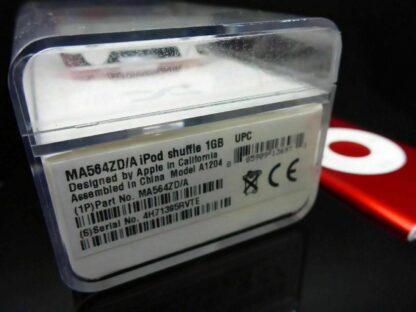 MA564ZD/A iPod shuffle 1GB UPC
Designed by Apple in California
Assembled in China Model A1204
(1P) Part No. MA564ZD/A
(S) Serial No. 4H71395RVTE